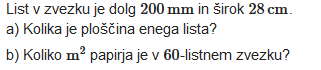 List v zvezku je dolg 200 mm in širok 28 cm.
a) Kolika je ploščina enega lista?
b) Koliko m² papirja je v 60-listnem zvezku?